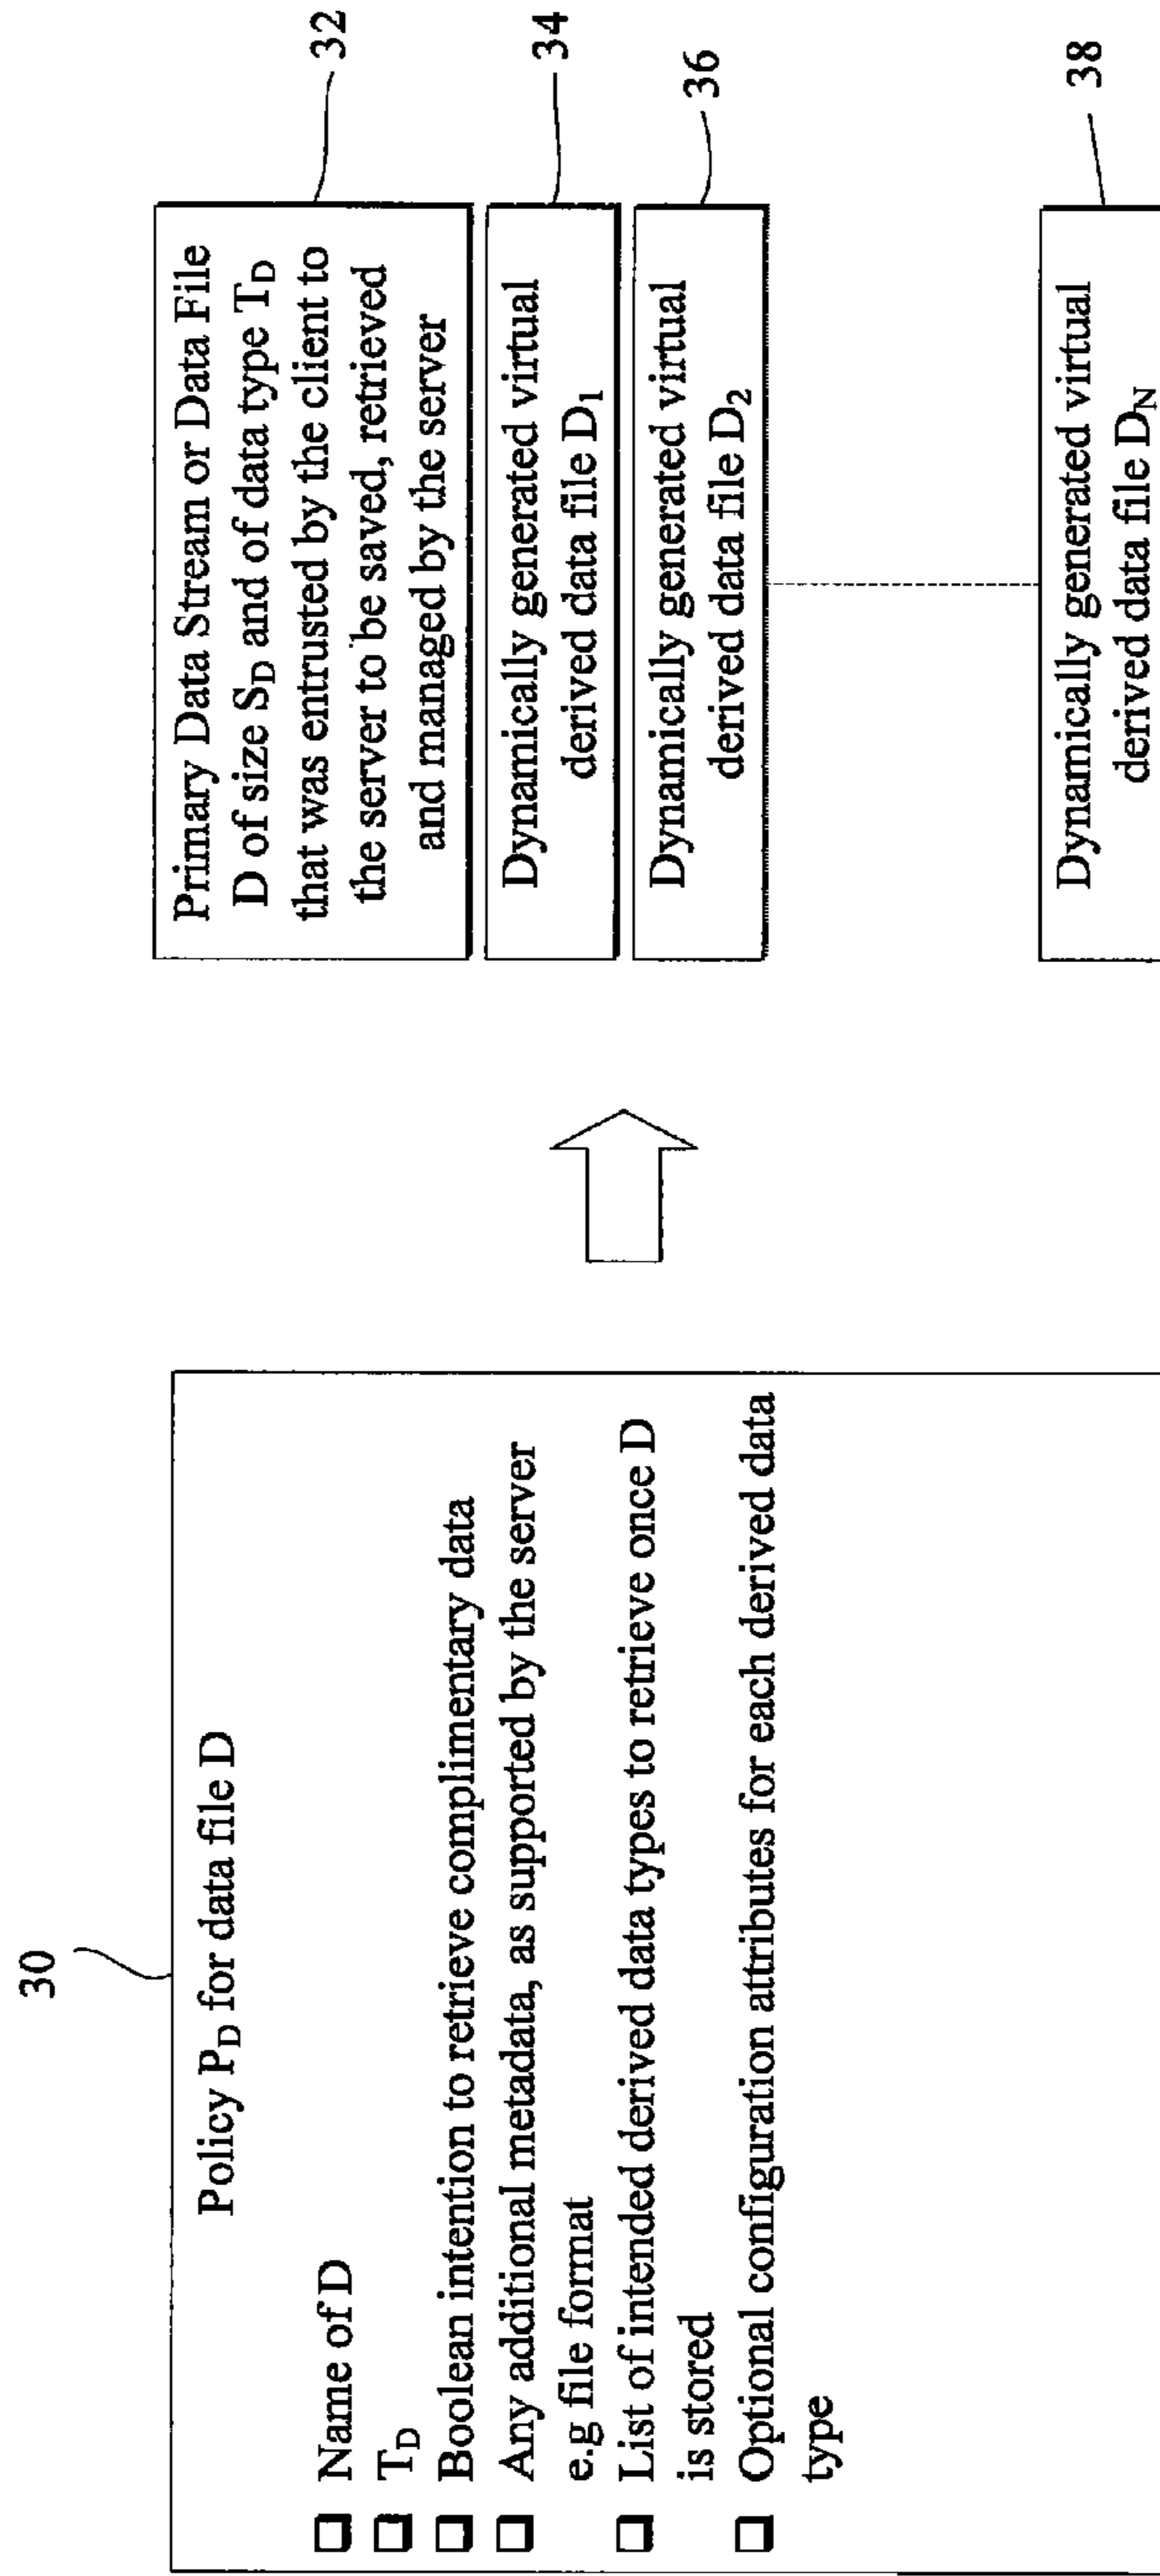 30
Policy P_D for data file D
❑ Name of D
❑ T_D
❑ Boolean intention to retrieve complimentary data
❑ Any additional metadata, as supported by the server
e.g file format
❑ List of intended derived data types to retrieve once D
is stored
❑ Optional configuration attributes for each derived data
type
Primary Data Stream or Data File
D of size S_D and of data type T_D
that was entrusted by the client to
the server to be saved, retrieved
and managed by the server
32
Dynamically generated virtual
derived data file D_1
34
Dynamically generated virtual
derived data file D_2
36
Dynamically generated virtual
derived data file D_N
38